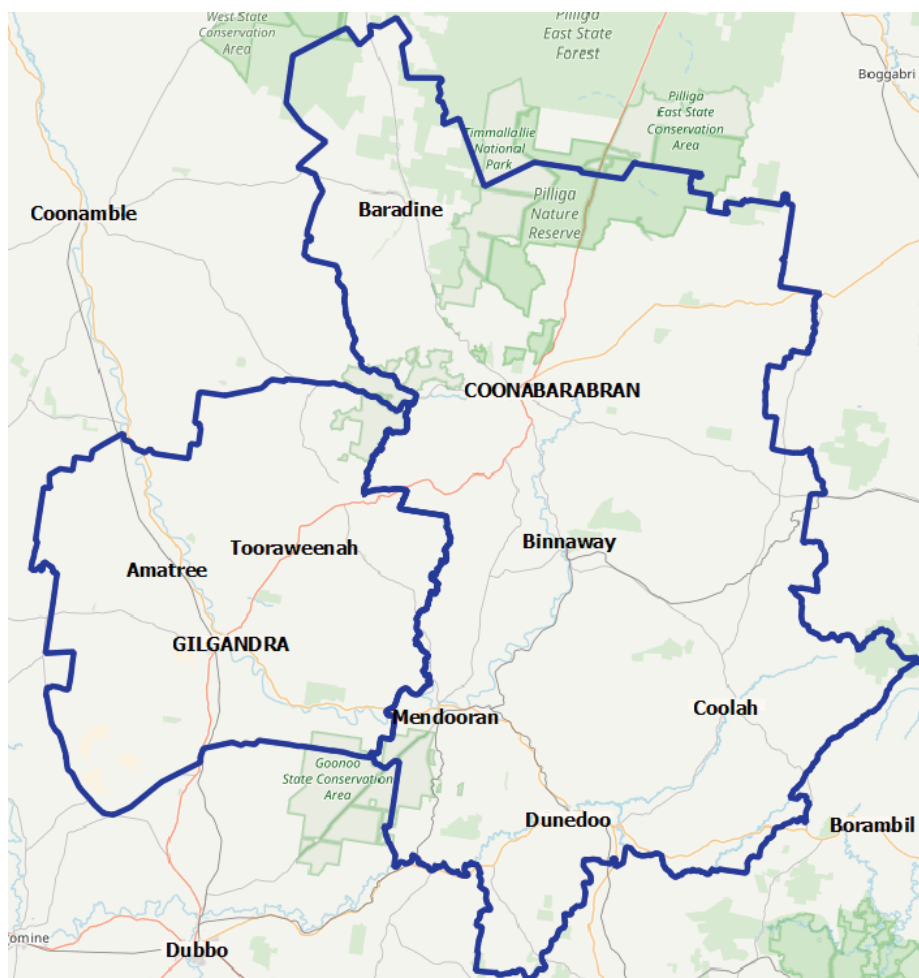 West State
Conservation
Area
Pilliga
East State
Forest
Boggabri
Pilliga
East State
Conservation
Area
Timmallallie
National
Park
Pilliga
Nature
Reserve
Coonamble
Baradine
COONABARABRAN
Tooraweenah
Binnaway
Amatree
GILGANDRA
Mendooran
Coolah
Goonoo
State Conservation
Area
Dunedoo
Borambil
omine
Dubbo